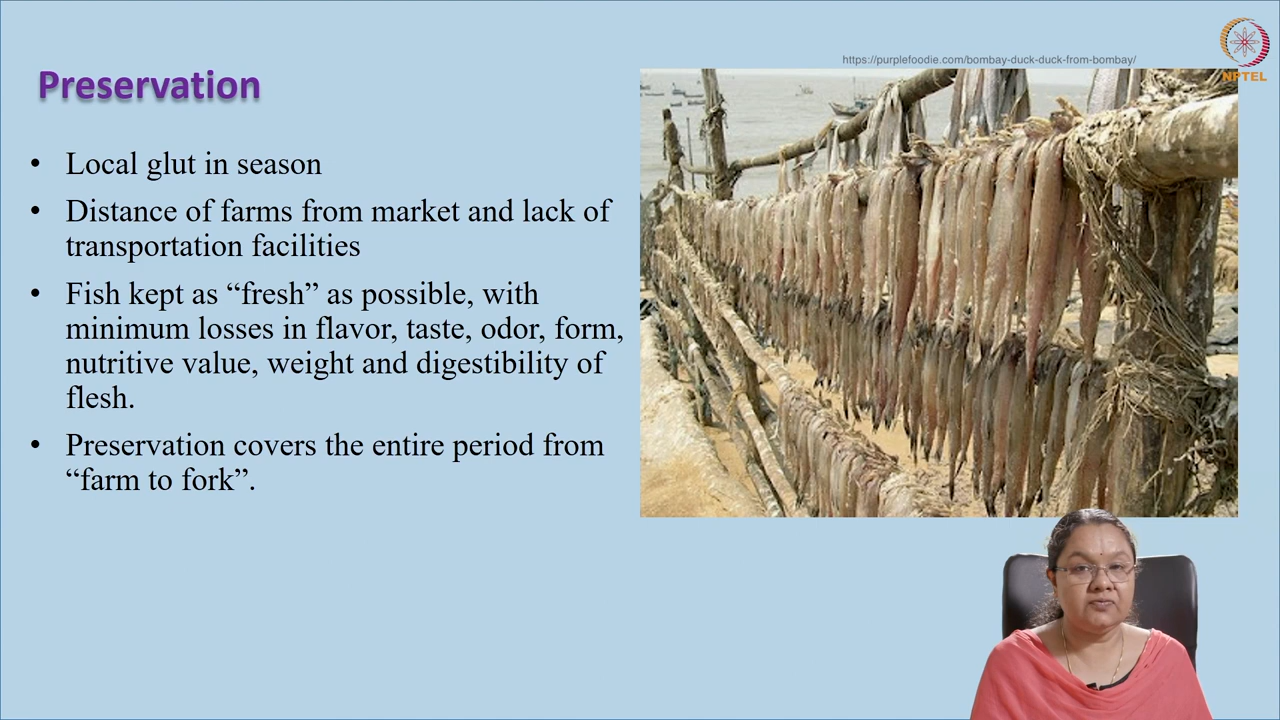 https://purplefoodie.com/bombay-duck-duck-from-bombay/
NPTEL
Preservation
• Local glut in season
• Distance of farms from market and lack of
transportation facilities
• Fish kept as “fresh” as possible, with
minimum losses in flavor, taste, odor, form,
nutritive value, weight and digestibility of
flesh.
• Preservation covers the entire period from
“farm to fork”.